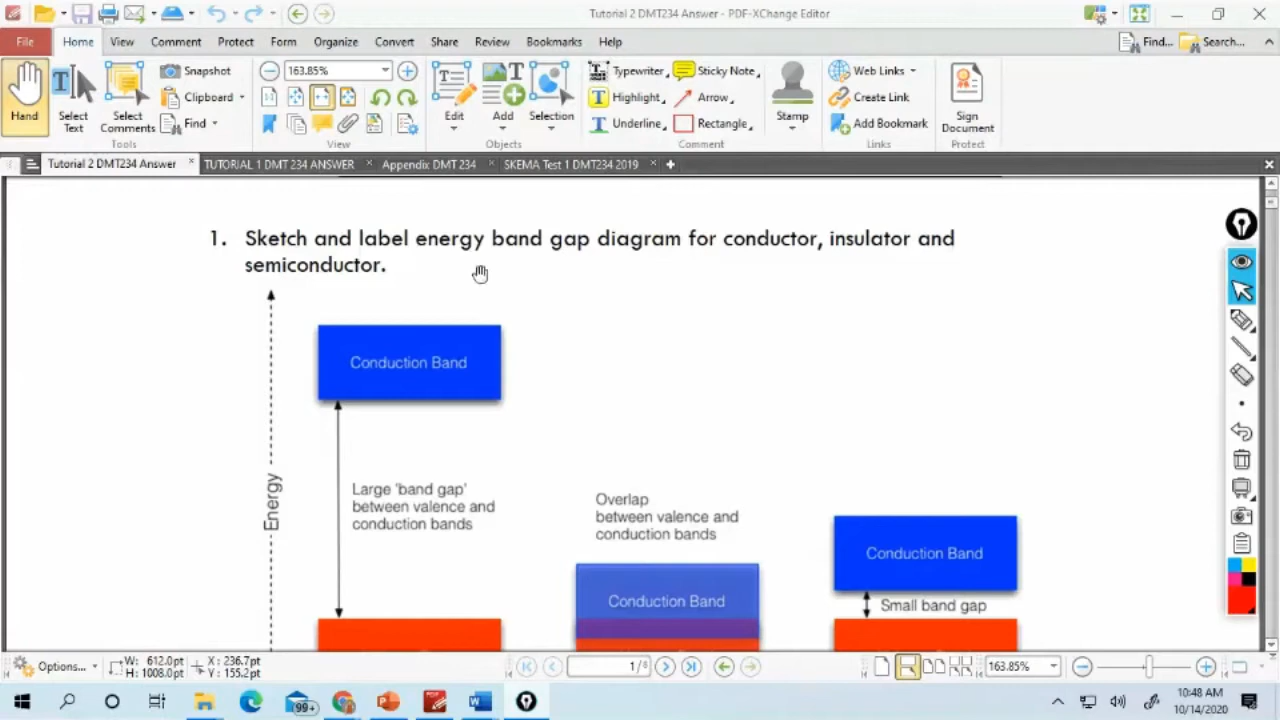 Tutorial 2 DMT234 Answer - PDF-XChange Editor
File Home View Comment Protect Form Organize Convert Share Review Bookmarks Help Find... Search...
Hand
Select
Text
Select
Comments
Tools
Snapshot
Clipboard
Find
163.85%
View
Edit
Add
Selection
Objects
Typewriter
Highlight
Underline
Sticky Note
Arrow
Rectangle
Stamp
Comment
Web Links
Create Link
Add Bookmark
Links
Sign
Document
Protect
Tutorial 2 DMT234 Answer TUTORIAL 1 DMT 234 ANSWER Appendix DMT 234 SKEMA Test 1 DMT234 2019
1. Sketch and label energy band gap diagram for conductor, insulator and
semiconductor.
Energy
Conduction Band
Large 'band gap'
between valence and
conduction bands
Overlap
between valence and
conduction bands
Conduction Band
Conduction Band
Small band gap
Options...
W: 612.0pt
H: 1008.0pt
X: 236.7pt
Y: 155.2pt
163.85%
99+
10:48 AM
10/14/2020